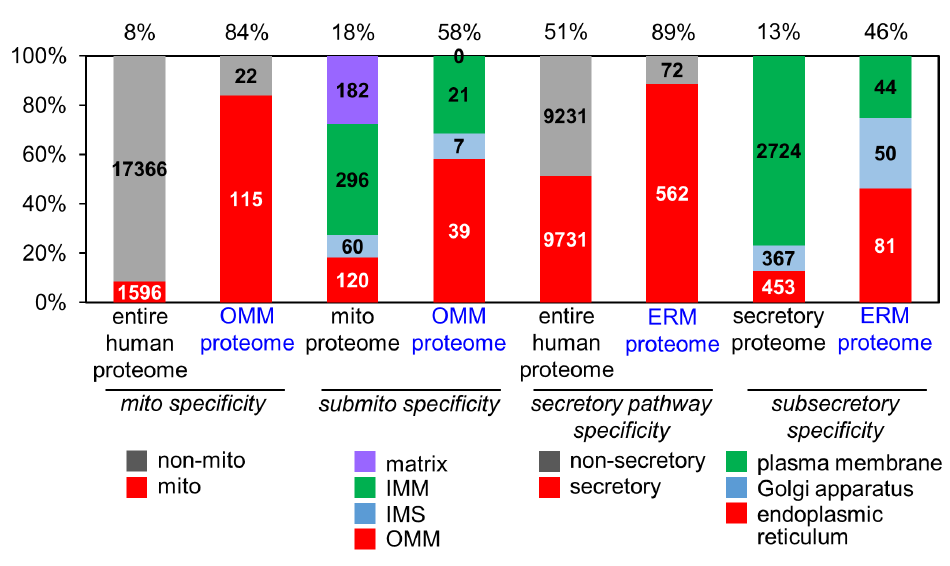 8% 84% 18% 58% 51% 89% 13% 46%
100%
80%
60%
40%
20%
0%
17366
1596
22
115
182
296
60
120
0
21
7
39
9231
9731
72
562
2724
367
453
44
50
81
entire human proteome
OMM proteome
mito proteome
OMM proteome
entire human proteome
ERM proteome
secretory proteome
ERM proteome
mito specificity
submito specificity
secretory pathway
specificity
subsecretory
specificity
non-mito
mito
matrix
IMM
IMS
OMM
non-secretory
secretory
plasma membrane
Golgi apparatus
endoplasmic
reticulum